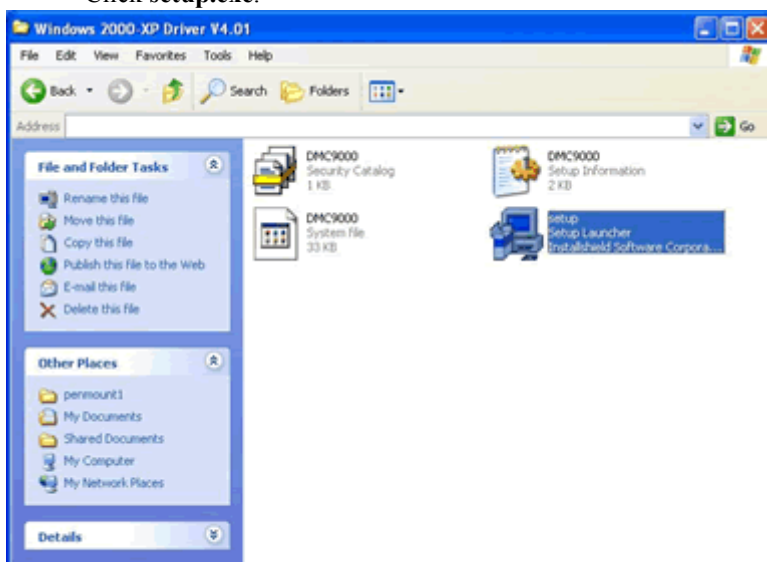 Click setup.exe.
Windows 2000-XP Driver V4.01
File Edit View Favorites Tools Help
Back Search Folders
Address Go
File and Folder Tasks
Rename this file
Move this file
Copy this file
Publish this file to the Web
E-mail this file
Delete this file
Other Places
penmount1
My Documents
Shared Documents
My Computer
My Network Places
Details
DMC9000
Security Catalog
1 KB
DMC9000
Setup Information
2 KB
DMC9000
System file
33 KB
setup
Setup Launcher
InstallShield Software Corpora...